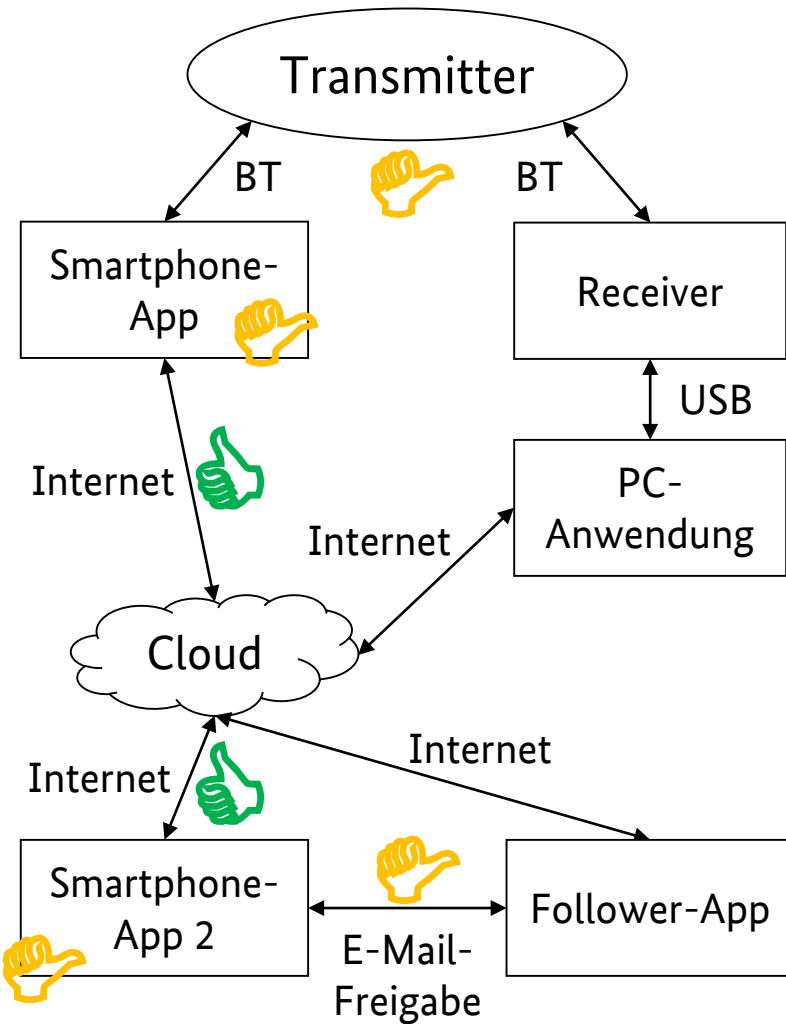 Transmitter
BT
BT
Smartphone-
App
Receiver
USB
Internet
PC-
Anwendung
Internet
Cloud
Internet
Internet
Smartphone-
App 2
Follower-App
E-Mail-
Freigabe